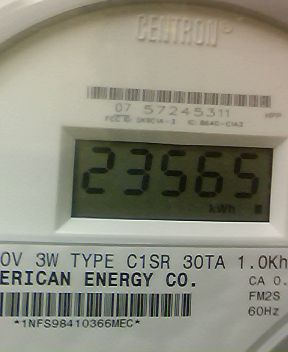 CENTRON
07 57245311
23565
kWh
0V 3W TYPE C1SR 30TA 1.0Kh
ERICAN ENERGY CO.
CA 0.
FM2S
60Hz
*1NFS98410366MEC*